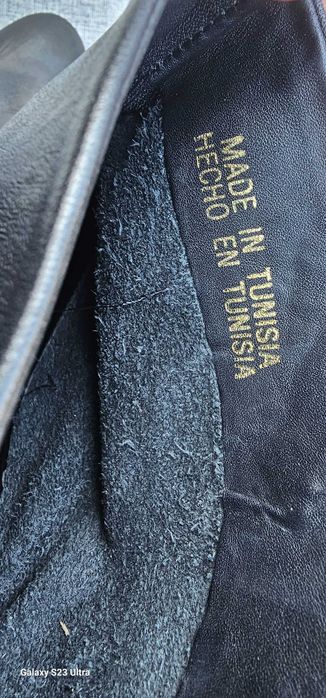 MADE IN TUNISIA
HECHO EN TUNISIA
Galaxy S23 Ultra